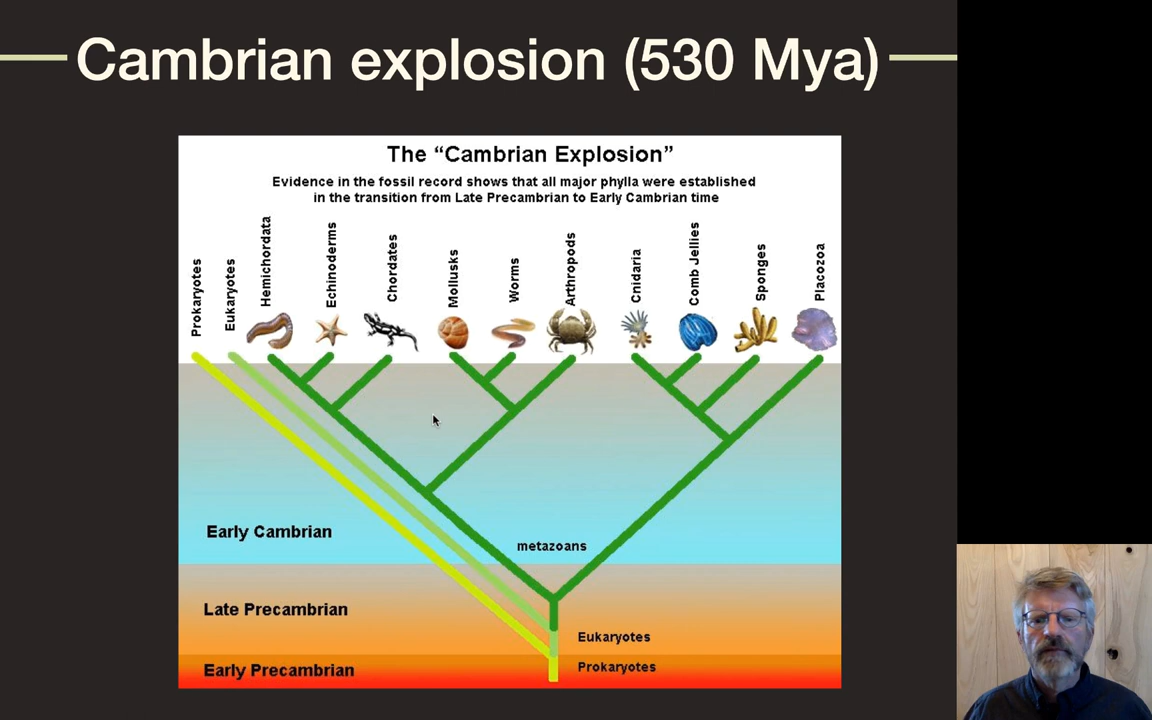 Cambrian explosion (530 Mya)
The “Cambrian Explosion”
Evidence in the fossil record shows that all major phylla were established
in the transition from Late Precambrian to Early Cambrian time
Prokaryotes
Eukaryotes
Hemichordata
Echinoderms
Chordates
Mollusks
Worms
Arthropods
Cnidaria
Comb Jellies
Sponges
Placozoa
Early Cambrian
metazoans
Late Precambrian
Eukaryotes
Early Precambrian
Prokaryotes